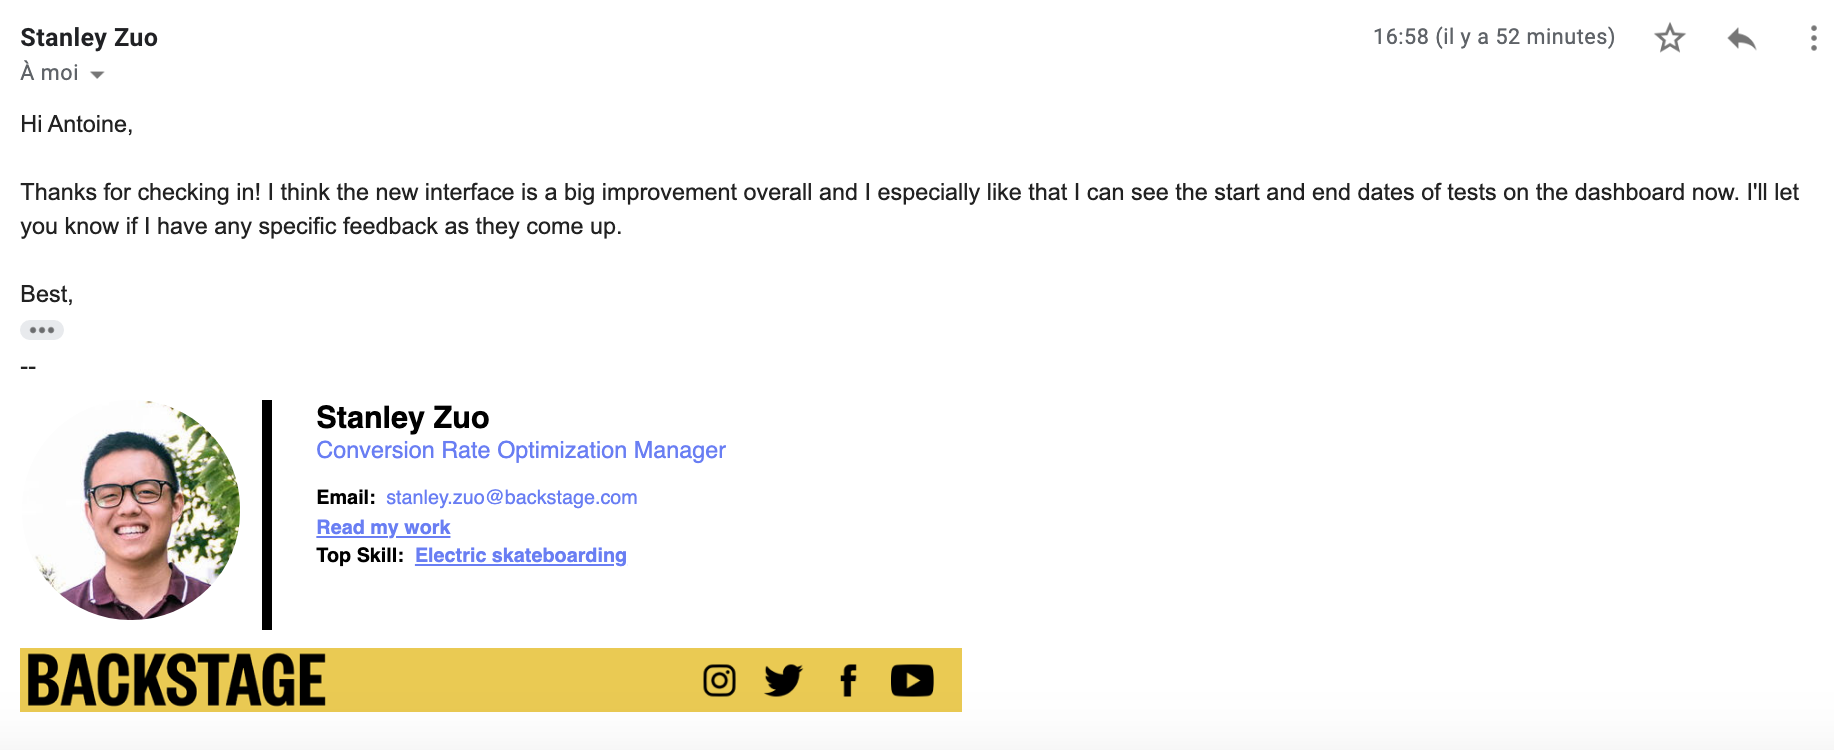 Stanley Zuo
16:58 (il y a 52 minutes)
À moi
Hi Antoine,
Thanks for checking in! I think the new interface is a big improvement overall and I especially like that I can see the start and end dates of tests on the dashboard now. I'll let
you know if I have any specific feedback as they come up.
Best,
--
Stanley Zuo
Conversion Rate Optimization Manager
Email: stanley.zuo@backstage.com
Read my work
Top Skill: Electric skateboarding
BACKSTAGE